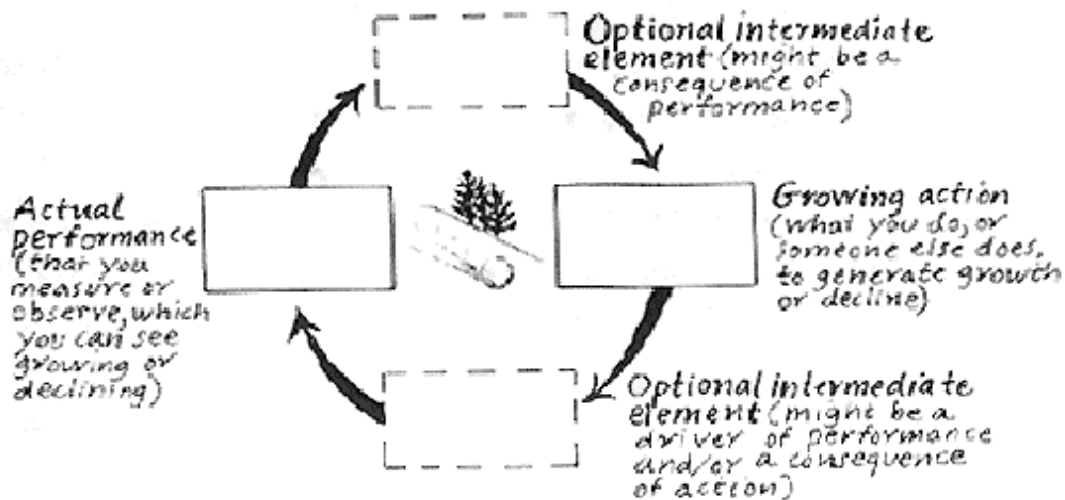 Optional intermediate
element (might be a
consequence of
performance)
Actual
performance
(that you
measure or
observe, which
you can see
growing or
declining)
Growing action
(what you do, or
someone else does,
to generate growth
or decline)
Optional intermediate
element (might be a
driver of performance
and/or a consequence
of action)